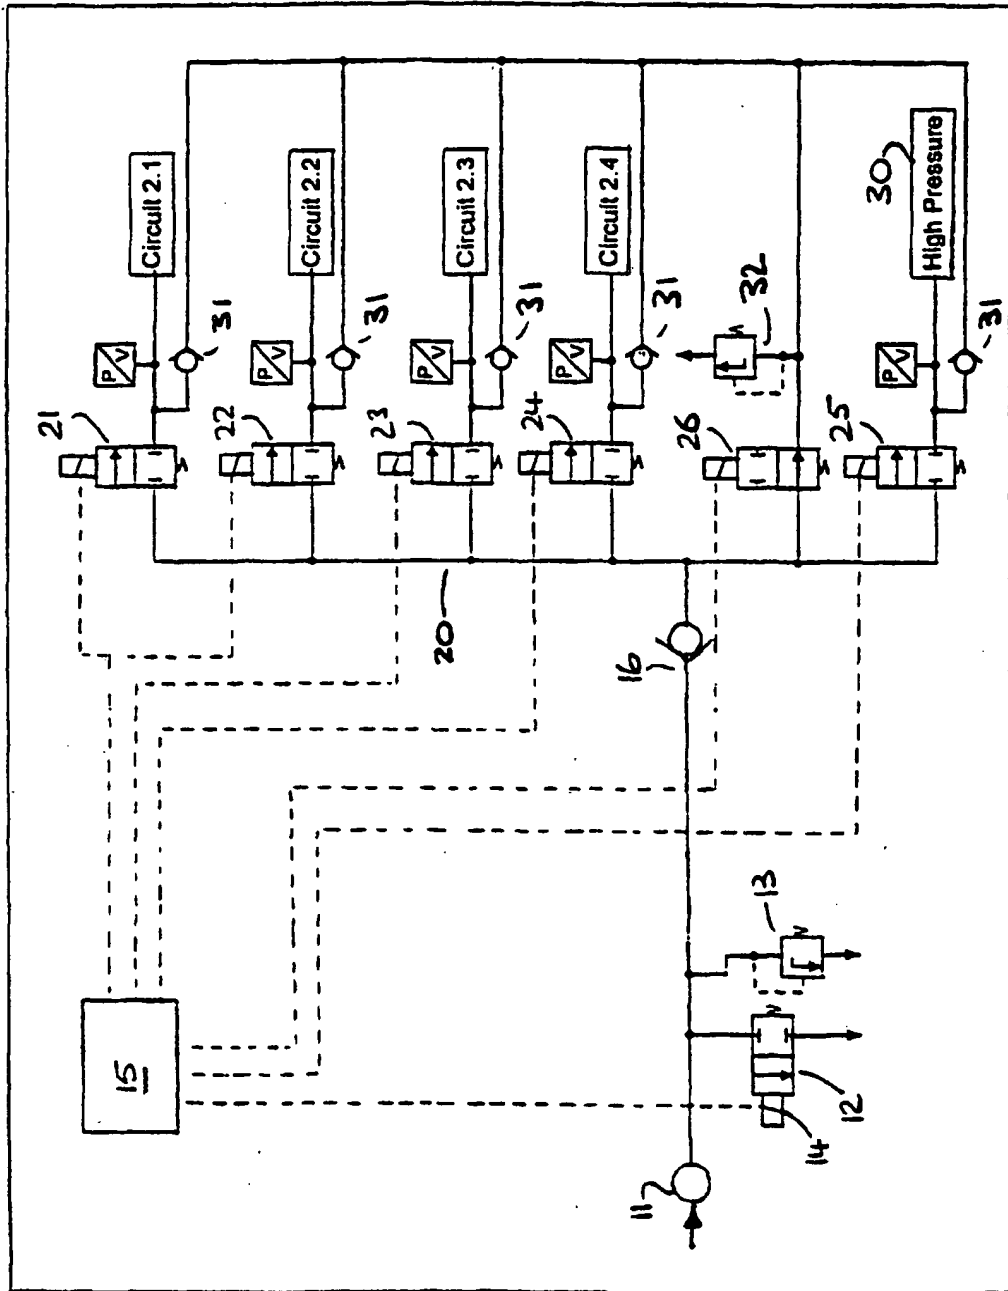 Circuit 2.1
31
P/V
21
Circuit 2.2
31
P/V
22
Circuit 2.3
31
P/V
23
Circuit 2.4
31
P/V
24
32
26
30
High Pressure
31
P/V
25
20
16
15
13
12
14
11